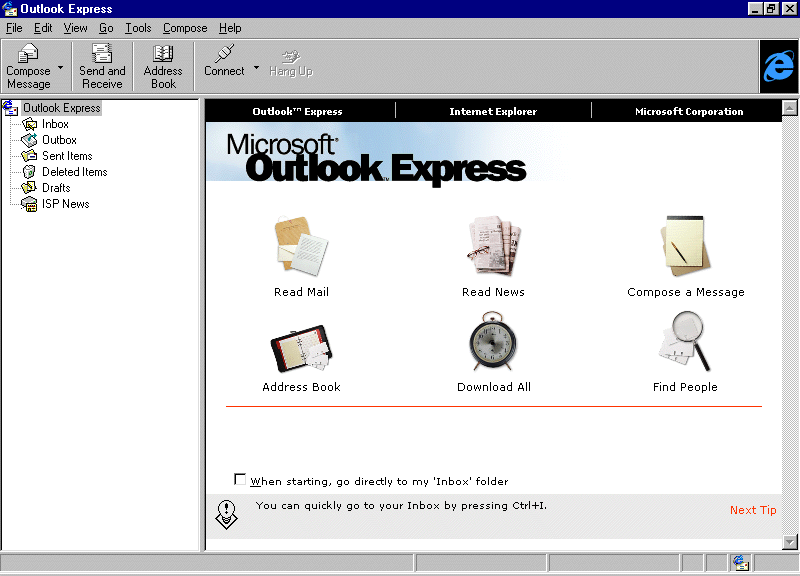 Outlook Express
File Edit View Go Tools Compose Help
Compose Message
Send and Receive
Address Book
Connect
Hang Up
Outlook Express
Inbox
Outbox
Sent Items
Deleted Items
Drafts
ISP News
Outlook™ Express
Internet Explorer
Microsoft Corporation
Microsoft®
Outlook™ Express
Read Mail
Read News
Compose a Message
Address Book
Download All
Find People
When starting, go directly to my 'Inbox' folder
You can quickly go to your Inbox by pressing Ctrl+I.
Next Tip